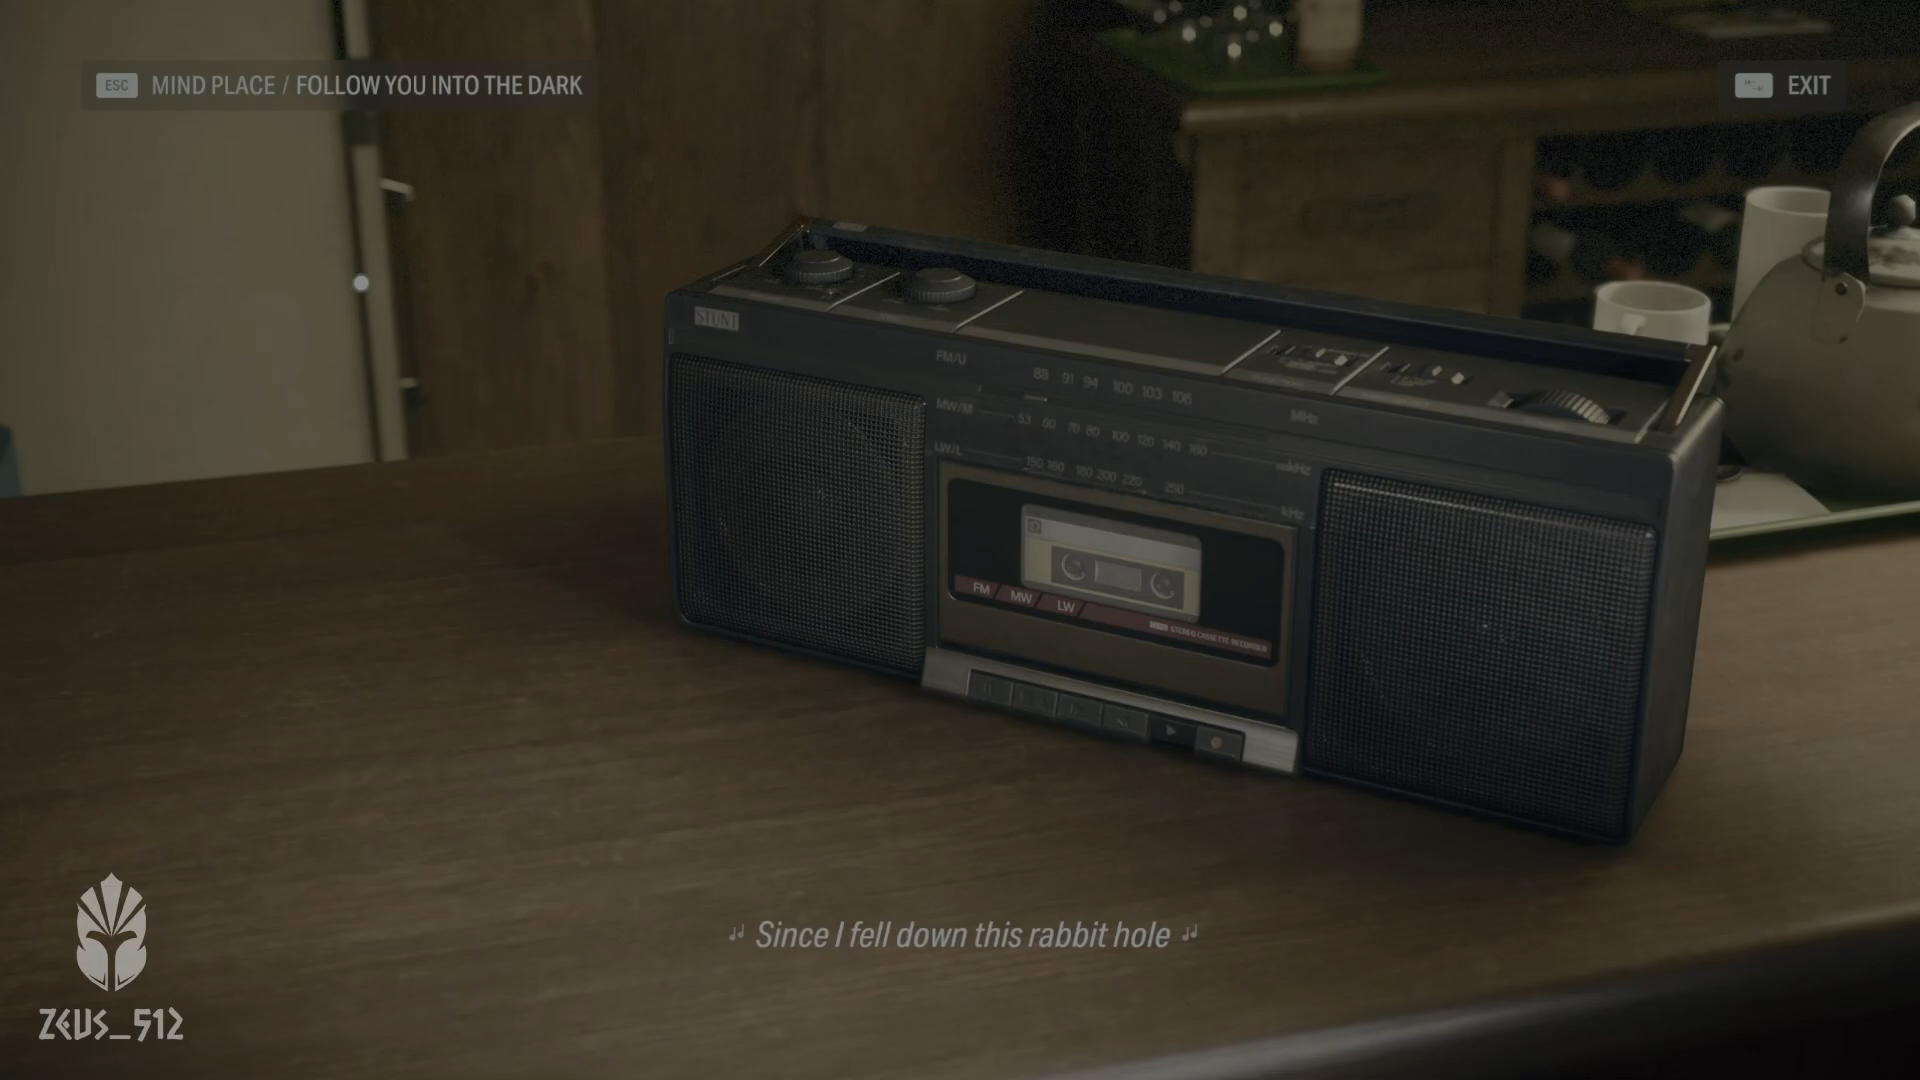 ESC MIND PLACE / FOLLOW YOU INTO THE DARK
EXIT
STUNT
FM/U
88 91 94 100 103 106
MHz
MW/M
53 60 70 80 100 120 140 160
xkHz
LW/L
150 160 180 200 220 250
kHz
FM MW LW
STEREO CASSETTE RECORDER
♫ Since I fell down this rabbit hole ♫
ZEUS_512